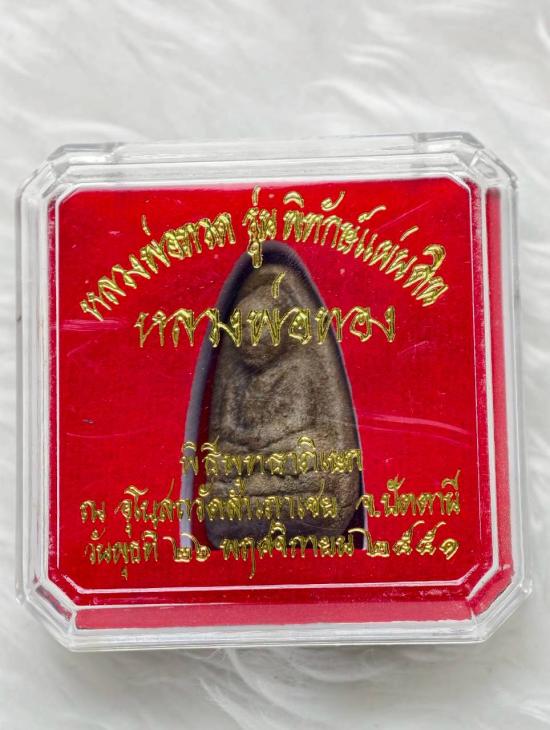 หลวงพ่อทวด รุ่น พิทักษ์แผ่นดิน
หลวงพ่อทอง
พิธีพุทธาภิเษก
ณ อุโบสถวัดสำเภาเชย จ.ปัตตานี
วันพุธที่ ๒๖ พฤศจิกายน ๒๕๕๑